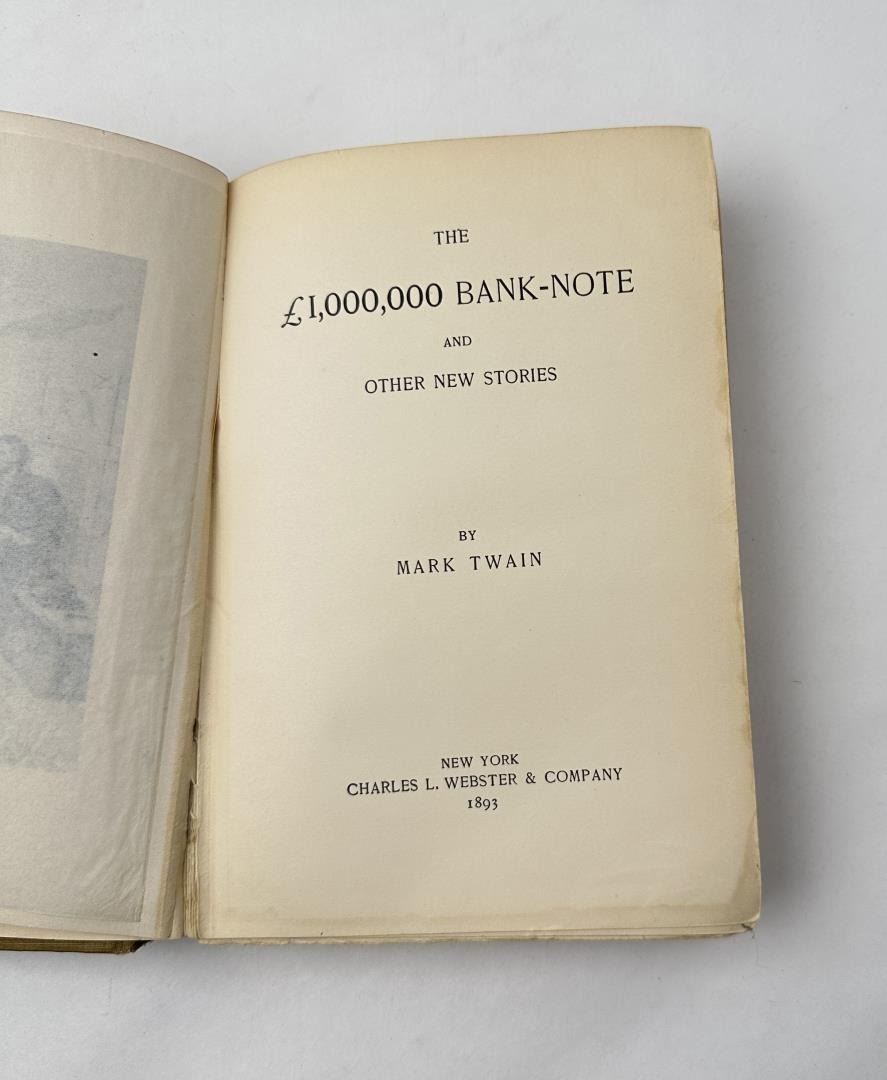 THE
£1,000,000 BANK-NOTE
AND
OTHER NEW STORIES
BY
MARK TWAIN
NEW YORK
CHARLES L. WEBSTER & COMPANY
1893